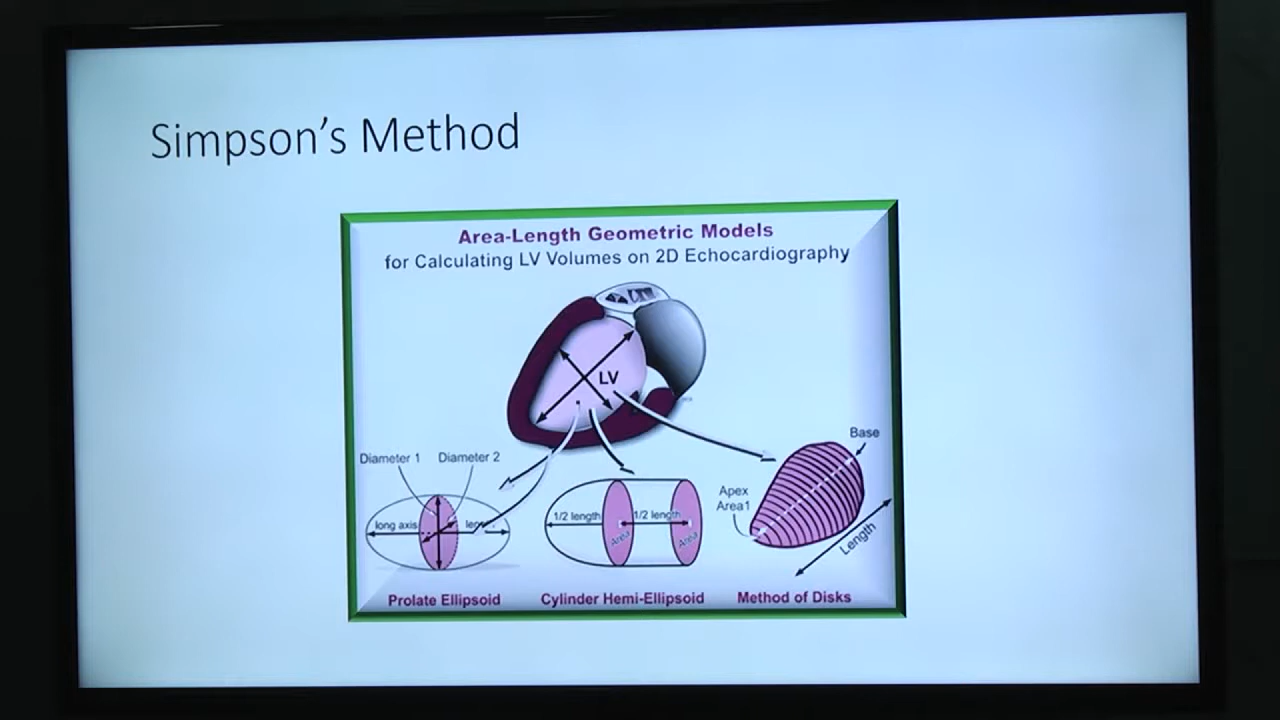 Simpson's Method
Area-Length Geometric Models
for Calculating LV Volumes on 2D Echocardiography
LV
Base
Diameter 1
Diameter 2
Apex
Area1
long axis
1/2 length
1/2 length
Area
Area
Length
Prolate Ellipsoid
Cylinder Hemi-Ellipsoid
Method of Disks